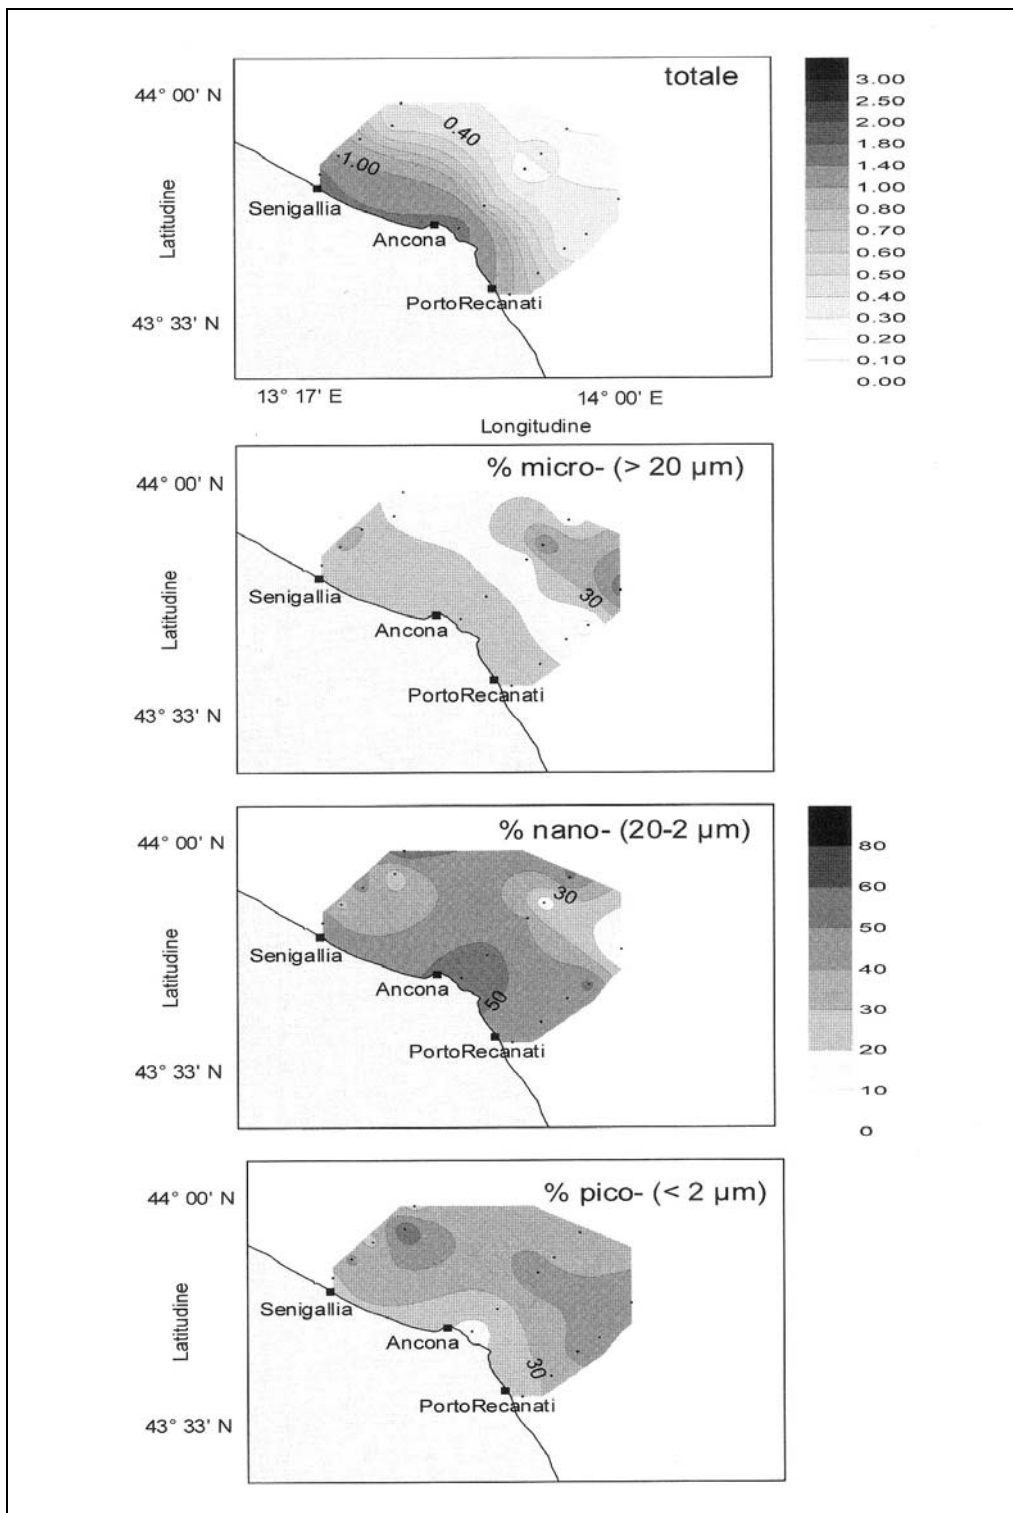 totale
44° 00' N
0.40
1.00
Latitudine
Senigallia
Ancona
PortoRecanati
43° 33' N
13° 17' E
14° 00' E
Longitudine
3.00
2.50
2.00
1.80
1.40
1.00
0.80
0.70
0.60
0.50
0.40
0.30
0.20
0.10
0.00
% micro- (> 20 µm)
44° 00' N
Latitudine
Senigallia
30
Ancona
PortoRecanati
43° 33' N
% nano- (20-2 µm)
44° 00' N
30
Latitudine
Senigallia
Ancona
50
PortoRecanati
43° 33' N
80
60
50
40
30
20
10
0
% pico- (< 2 µm)
44° 00' N
Latitudine
Senigallia
Ancona
30
PortoRecanati
43° 33' N